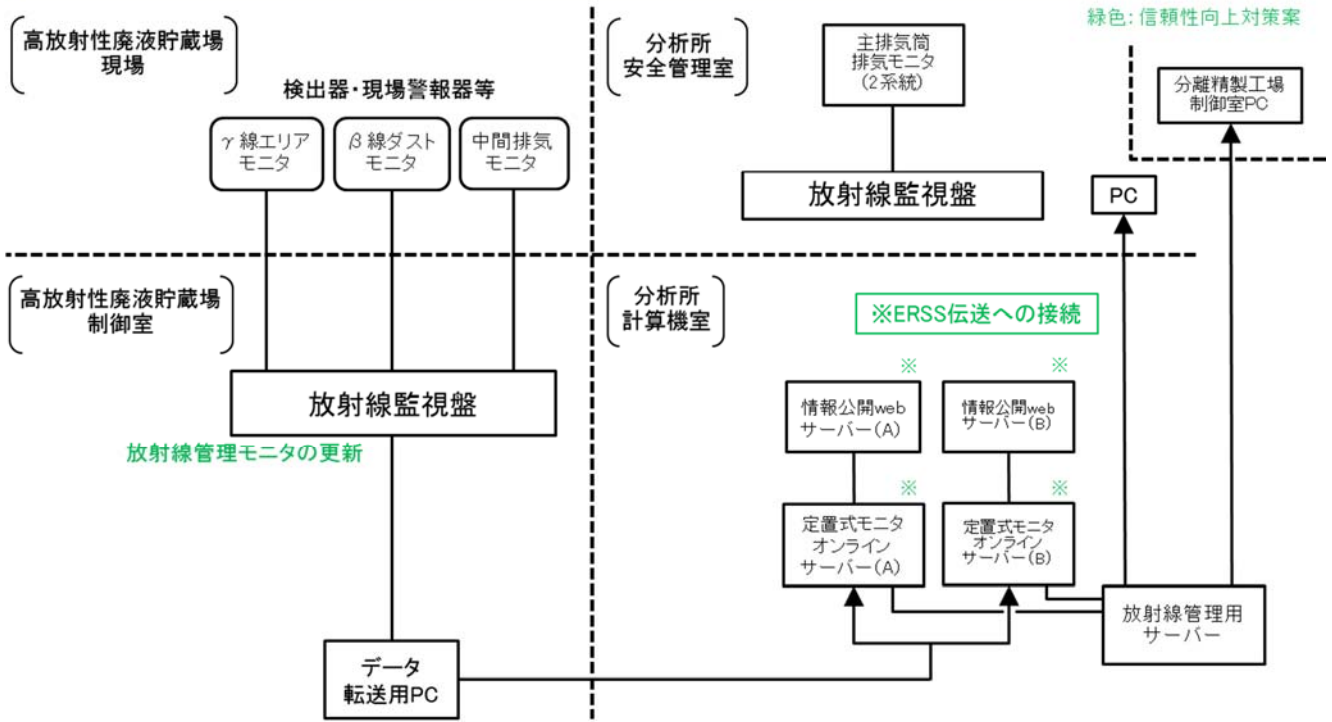 緑色:信頼性向上対策案
高放射性廃液貯蔵場
現場
検出器・現場警報器等
γ線エリア
モニタ
β線ダスト
モニタ
中間排気
モニタ
分析所
安全管理室
主排気筒
排気モニタ
(2系統)
放射線監視盤
分離精製工場
制御室PC
PC
高放射性廃液貯蔵場
制御室
放射線監視盤
放射線管理モニタの更新
データ
転送用PC
分析所
計算機室
※ERSS伝送への接続
※
※
情報公開web
サーバー(A)
情報公開web
サーバー(B)
※
※
定置式モニタ
オンライン
サーバー(A)
定置式モニタ
オンライン
サーバー(B)
放射線管理用
サーバー